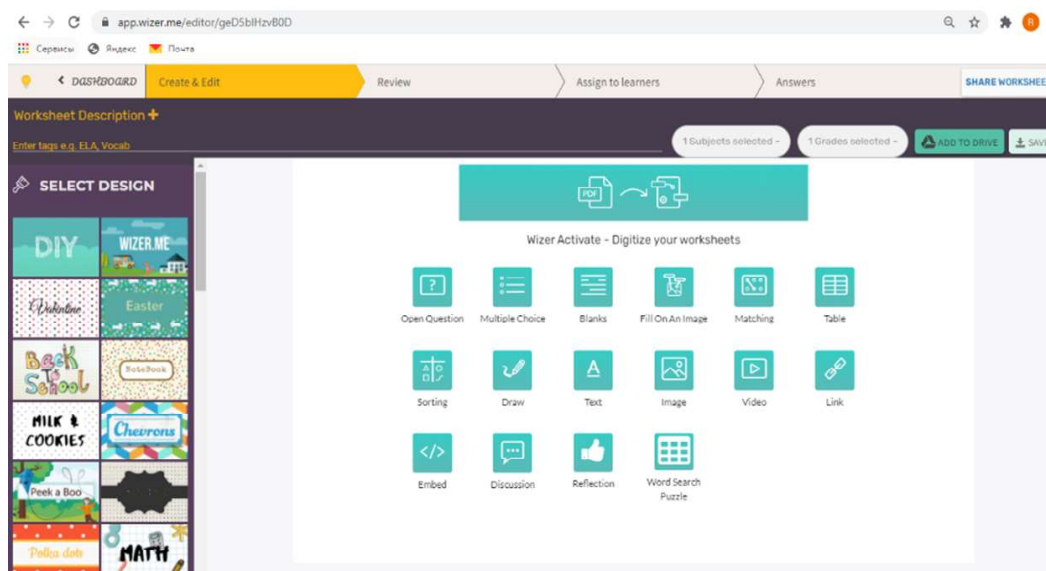 app.wizer.me/editor/geD5blHzvB0D
Сервисы Яндекс Почта
DASHBOARD Create & Edit Review Assign to learners Answers SHARE WORKSHEE
Worksheet Description +
Enter tags e.g. ELA, Vocab 1 Subjects selected - 1 Grades selected - ADD TO DRIVE SAVE
SELECT DESIGN
DIY WIZER.ME
Valentine Easter
Back to School NoteBook
MILK & COOKIES Chevrons
Peek a Boo
Polka dots MATH
PDF
Wizer Activate - Digitize your worksheets
Open Question Multiple Choice Blanks Fill On An Image Matching Table
Sorting Draw Text Image Video Link
Embed Discussion Reflection Word Search
Puzzle